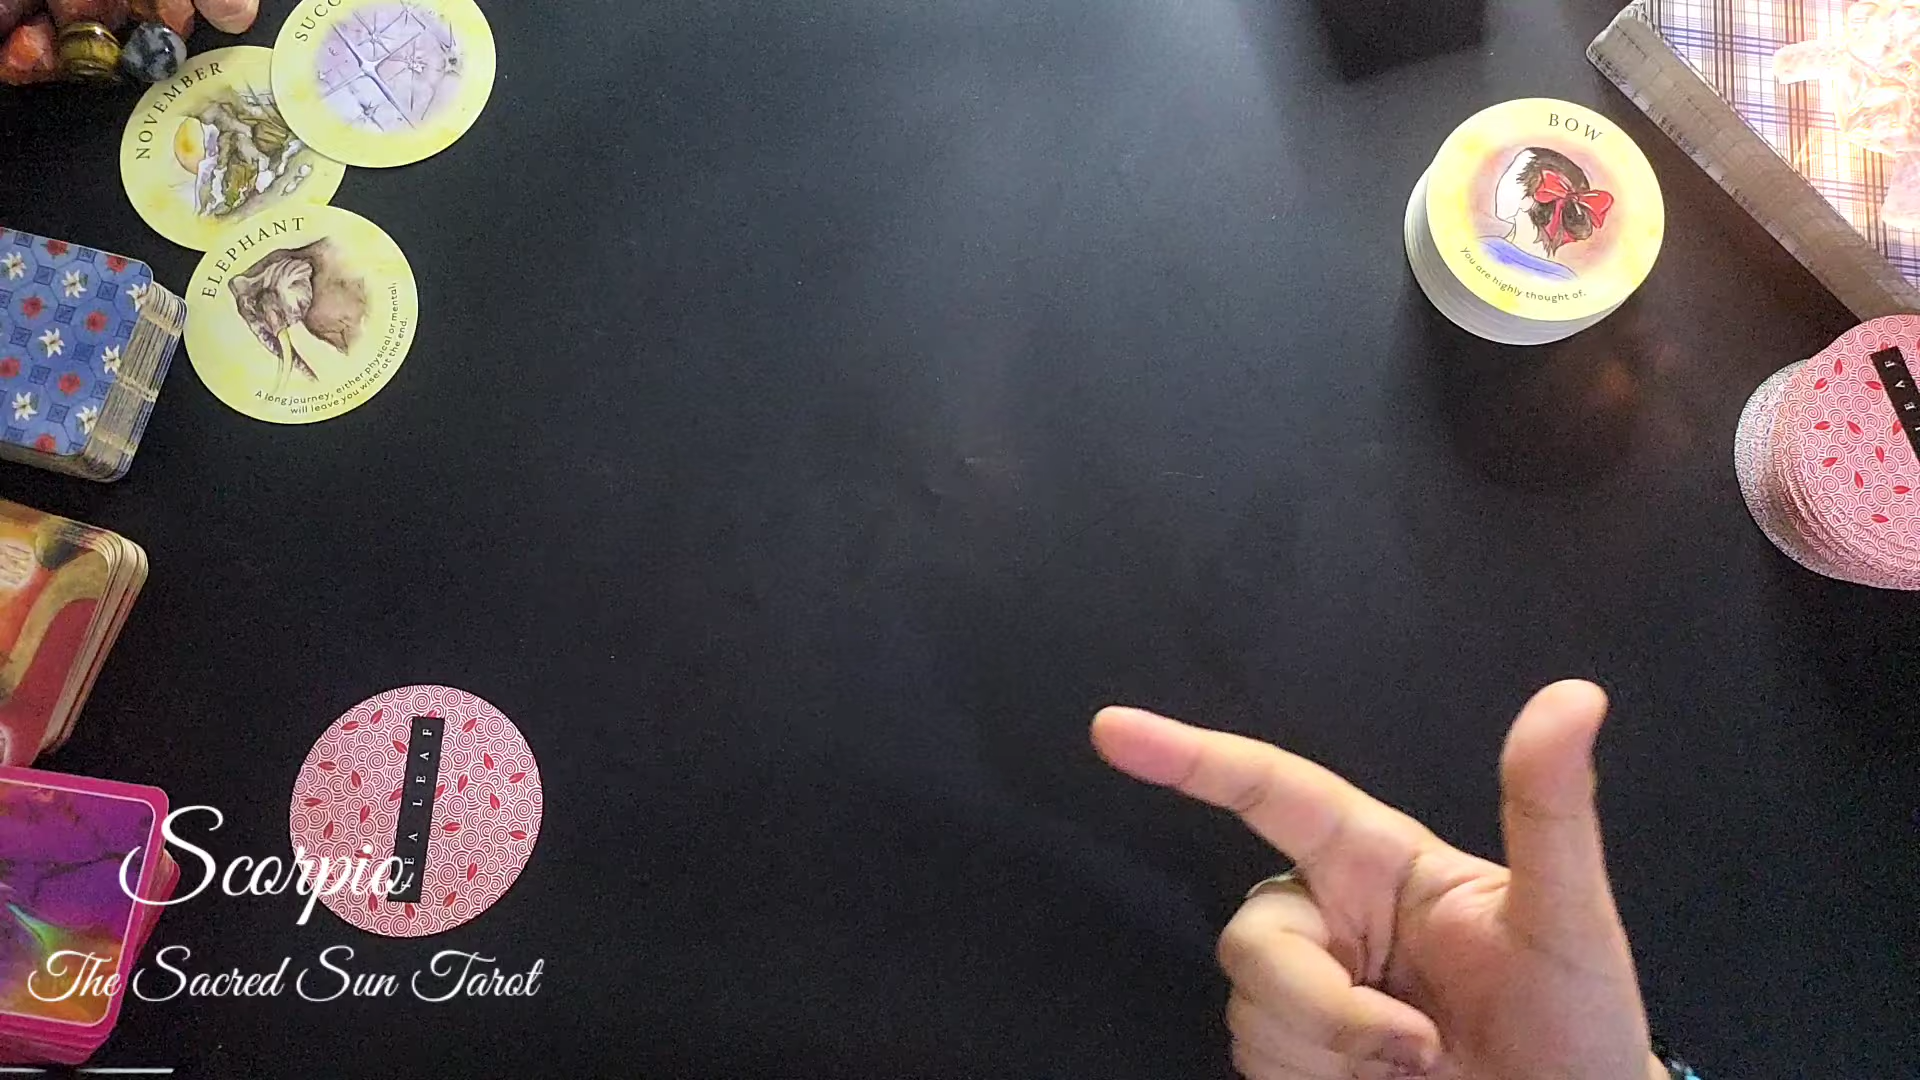 SUCC
NOVEMBER
ELEPHANT
A long journey, either physical or mental;
will leave you wiser at the end.
BOW
You are highly thought of.
LEAF
TEA LEAF
Scorpio
The Sacred Sun Tarot